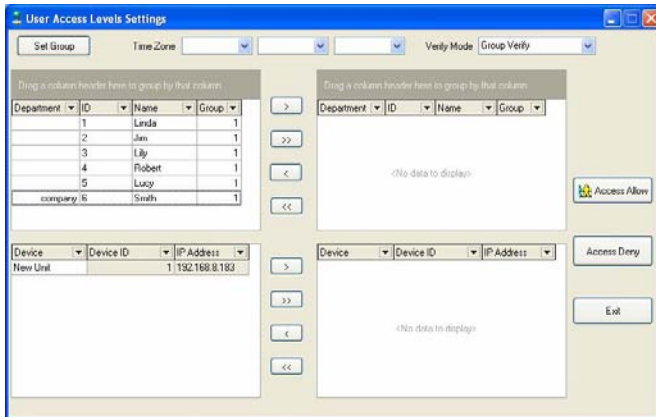 User Access Levels Settings
Set Group Time Zone Verify Mode Group Verify
Drag a column header here to group by that column Drag a column header here to group by that column
Department ID Name Group > Department ID Name Group
1 Linda 1
2 Jim 1 >>
3 Lily 1
4 Robert 1 < <No data to display>
5 Lucy 1 Access Allow
company 6 Smith 1 <<
Device Device ID IP Address Device Device ID IP Address Access Deny
New Unit 1 192.168.8.183 >
>>
Exit
< <No data to display>
<<